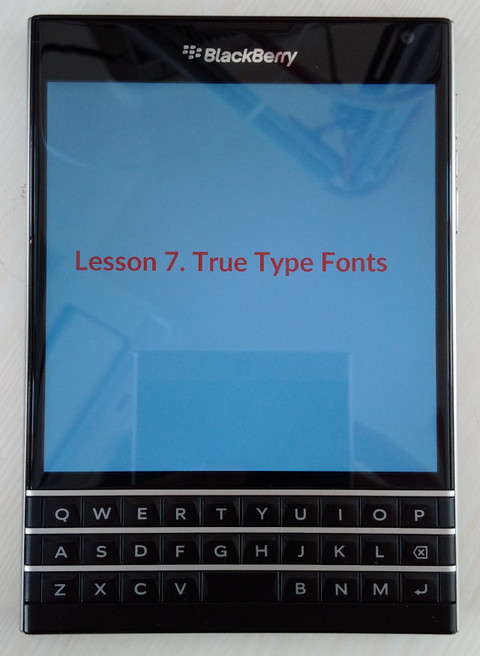 BlackBerry
Lesson 7. True Type Fonts
Q W E R T Y U I O P
A S D F G H J K L
Z X C V B N M